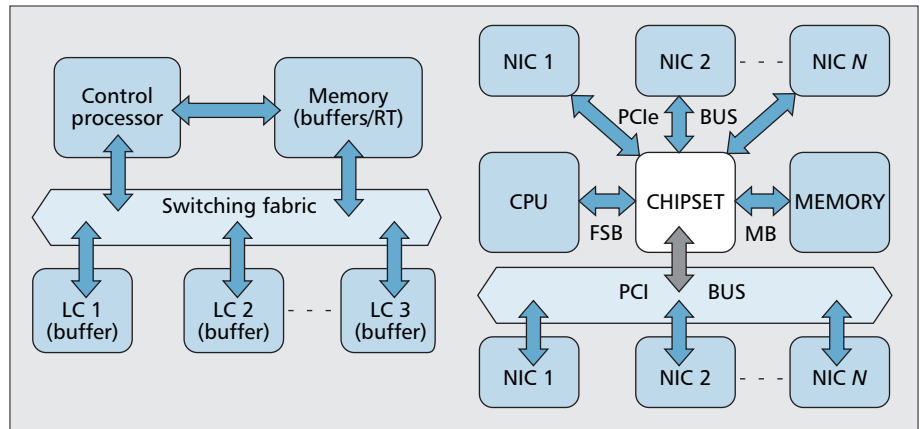 Control
processor
Memory
(buffers/RT)
Switching fabric
LC 1
(buffer)
LC 2
(buffer)
LC 3
(buffer)
NIC 1
NIC 2
NIC N
PCIe BUS
CPU
CHIPSET
MEMORY
FSB
MB
PCI BUS
NIC 1
NIC 2
NIC N